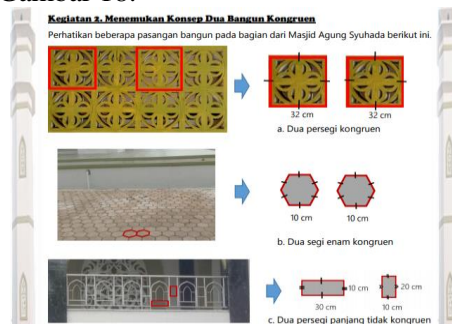 Kegiatan 2. Menemukan Konsep Dua Bangun Kongruen
Perhatikan beberapa pasangan bangun pada bagian dari Masjid Agung Syuhada berikut ini.
32 cm
32 cm
a. Dua persegi kongruen
10 cm
10 cm
b. Dua segi enam kongruen
10 cm
20 cm
30 cm
10 cm
c. Dua persegi panjang tidak kongruen